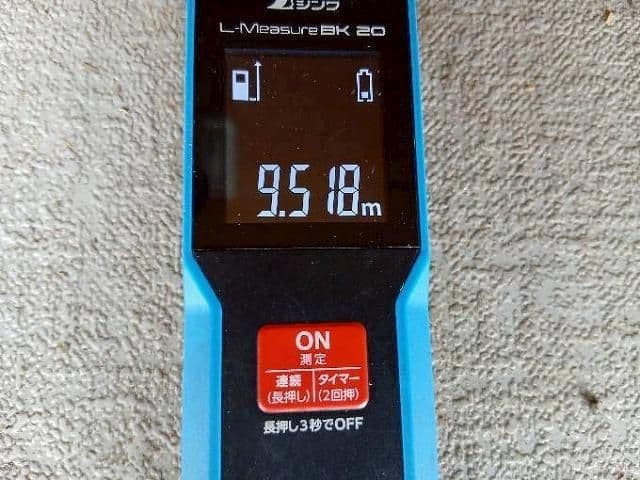 シンワ
L-Measure BK 20
9.518m
ON
測定
連続 タイマー
(長押し) (2回押)
長押し3秒でOFF